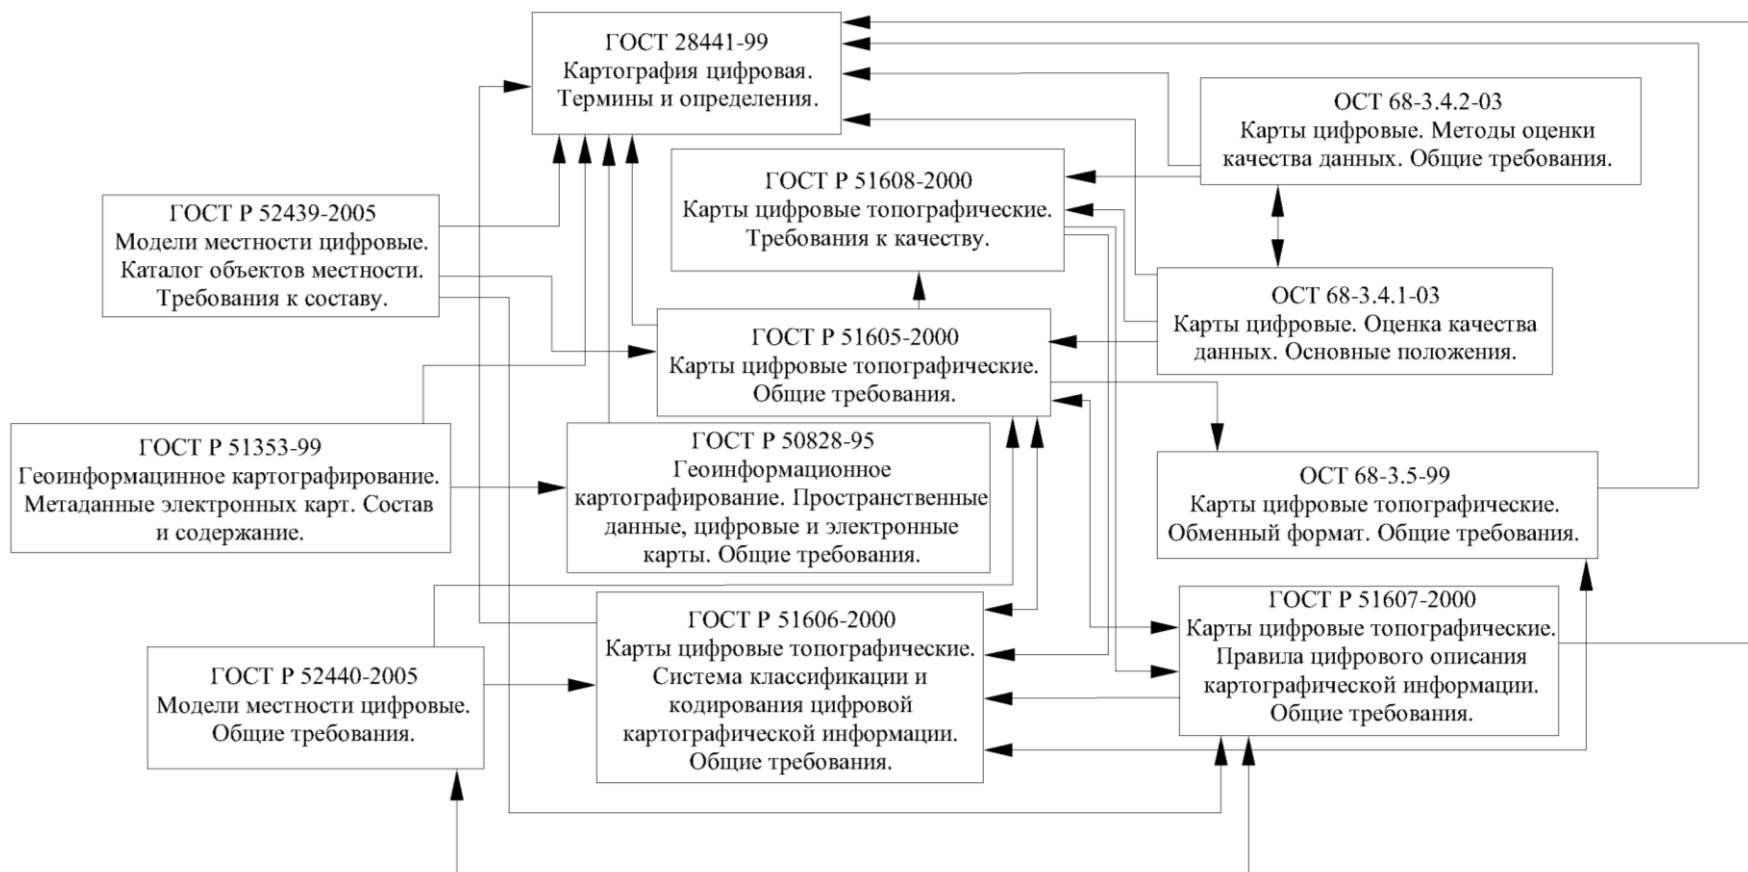 ГОСТ 28441-99
Картография цифровая.
Термины и определения.
ОСТ 68-3.4.2-03
Карты цифровые. Методы оценки
качества данных. Общие требования.
ГОСТ Р 51608-2000
Карты цифровые топографические.
Требования к качеству.
ГОСТ Р 52439-2005
Модели местности цифровые.
Каталог объектов местности.
Требования к составу.
ОСТ 68-3.4.1-03
Карты цифровые. Оценка качества
данных. Основные положения.
ГОСТ Р 51605-2000
Карты цифровые топографические.
Общие требования.
ГОСТ Р 51353-99
Геоинформацинное картографирование.
Метаданные электронных карт. Состав
и содержание.
ГОСТ Р 50828-95
Геоинформационное
картографирование. Пространственные
данные, цифровые и электронные
карты. Общие требования.
ОСТ 68-3.5-99
Карты цифровые топографические.
Обменный формат. Общие требования.
ГОСТ Р 51606-2000
Карты цифровые топографические.
Система классификации и
кодирования цифровой
картографической информации.
Общие требования.
ГОСТ Р 51607-2000
Карты цифровые топографические.
Правила цифрового описания
картографической информации.
Общие требования.
ГОСТ Р 52440-2005
Модели местности цифровые.
Общие требования.